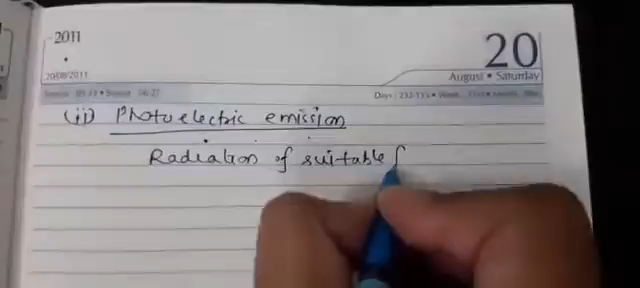 2011
20
20/08/2011
August • Saturday
(ii) Photoelectric emission
Radiation of suitable f